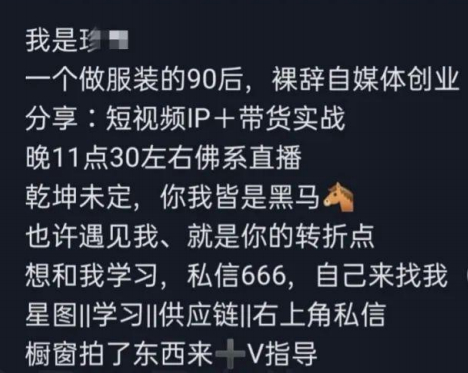 我是珍
一个做服装的90后，裸辞自媒体创业
分享：短视频IP＋带货实战
晚11点30左右佛系直播
乾坤未定，你我皆是黑马🐴
也许遇见我、就是你的转折点
想和我学习，私信666，自己来找我
星图||学习||供应链||右上角私信
橱窗拍了东西来➕V指导